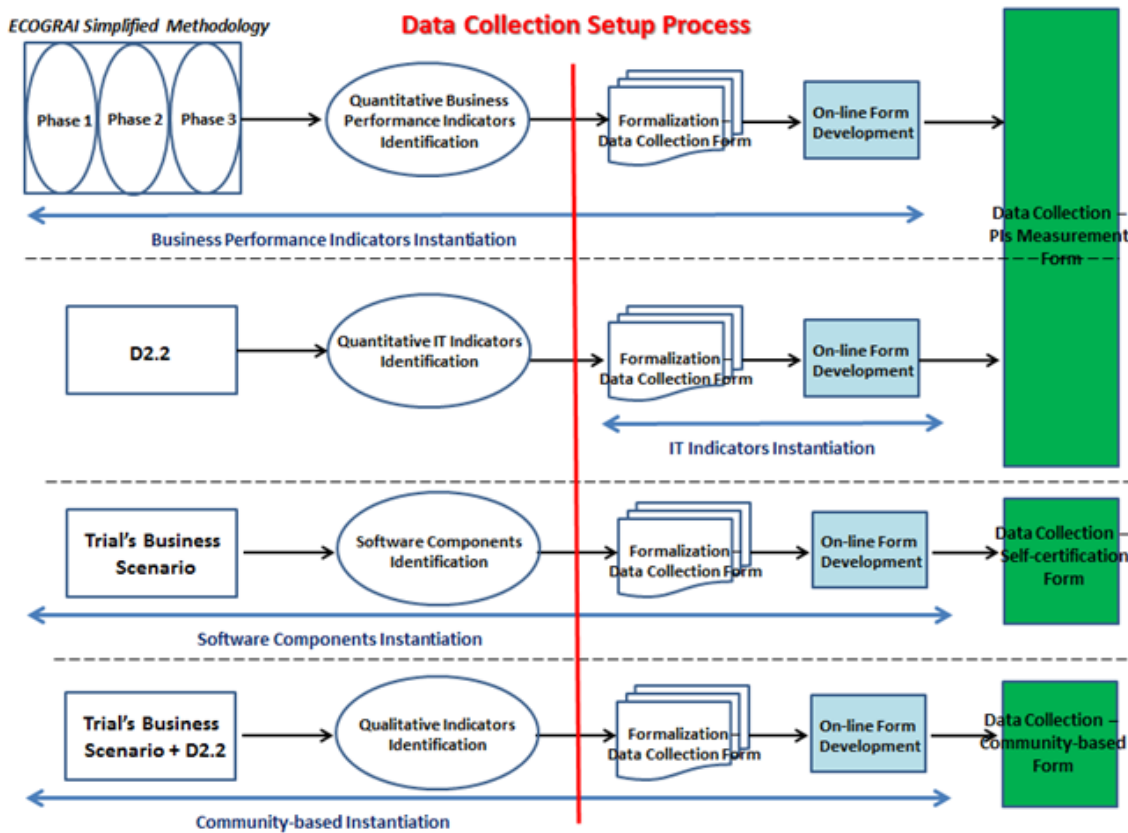 ECOGRAI Simplified Methodology
Data Collection Setup Process
Phase 1
Phase 2
Phase 3
Quantitative Business
Performance Indicators
Identification
Formalization –
Data Collection Form
On-line Form
Development
Data Collection –
PIs Measurement
Form
Business Performance Indicators Instantiation
D2.2
Quantitative IT Indicators
Identification
Formalization –
Data Collection Form
On-line Form
Development
IT Indicators Instantiation
Trial's Business
Scenario
Software Components
Identification
Formalization –
Data Collection Form
On-line Form
Development
Data Collection –
Self-certification
Form
Software Components Instantiation
Trial's Business
Scenario + D2.2
Qualitative Indicators
Identification
Formalization –
Data Collection Form
On-line Form
Development
Data Collection –
Community-based
Form
Community-based Instantiation